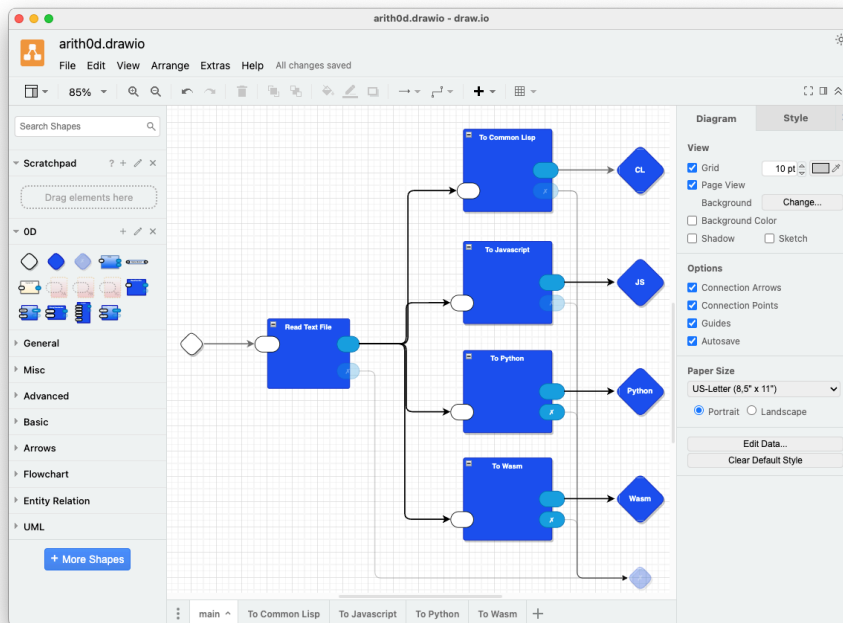 arith0d.drawio - draw.io
arith0d.drawio
File Edit View Arrange Extras Help All changes saved
85%
Search Shapes
Scratchpad ?
Drag elements here
0D
General
Misc
Advanced
Basic
Arrows
Flowchart
Entity Relation
UML
+ More Shapes
To Common Lisp
✗
CL
To Javascript
✗
JS
Read Text File
✗
To Python
✗
Python
To Wasm
✗
Wasm
✗
main To Common Lisp To Javascript To Python To Wasm
Diagram Style
View
Grid 10 pt
Page View
Background Change...
Background Color
Shadow Sketch
Options
Connection Arrows
Connection Points
Guides
Autosave
Paper Size
US-Letter (8,5" x 11")
Portrait Landscape
Edit Data...
Clear Default Style